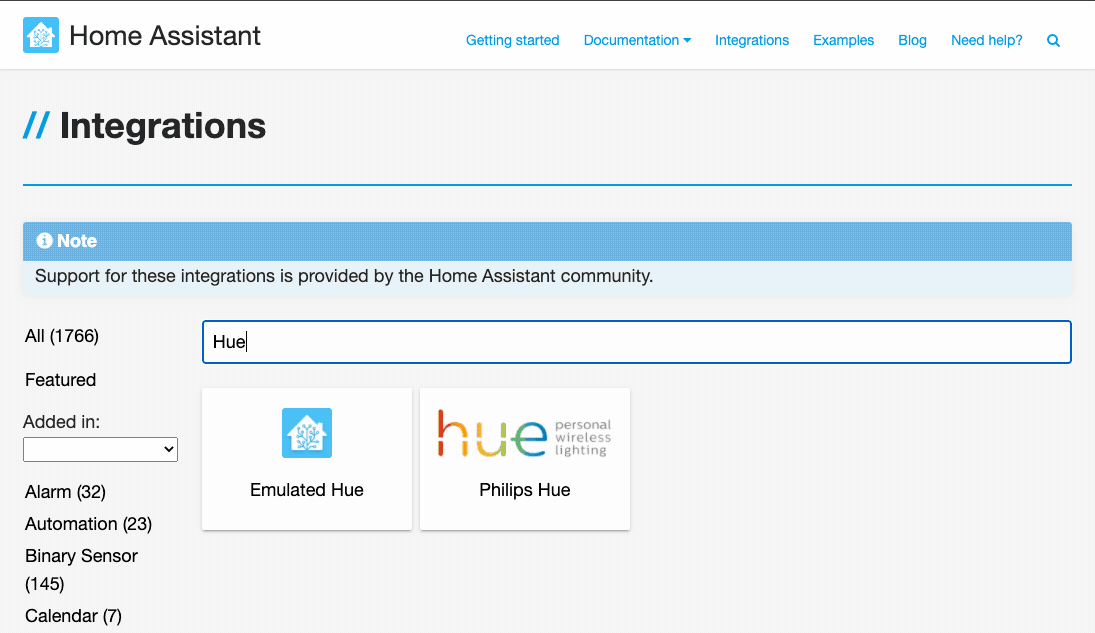 Home Assistant
Getting started Documentation Integrations Examples Blog Need help?
// Integrations
Note
Support for these integrations is provided by the Home Assistant community.
All (1766)
Featured
Added in:
Alarm (32)
Automation (23)
Binary Sensor
(145)
Calendar (7)
Hue
Emulated Hue
hue personal
wireless
lighting
Philips Hue